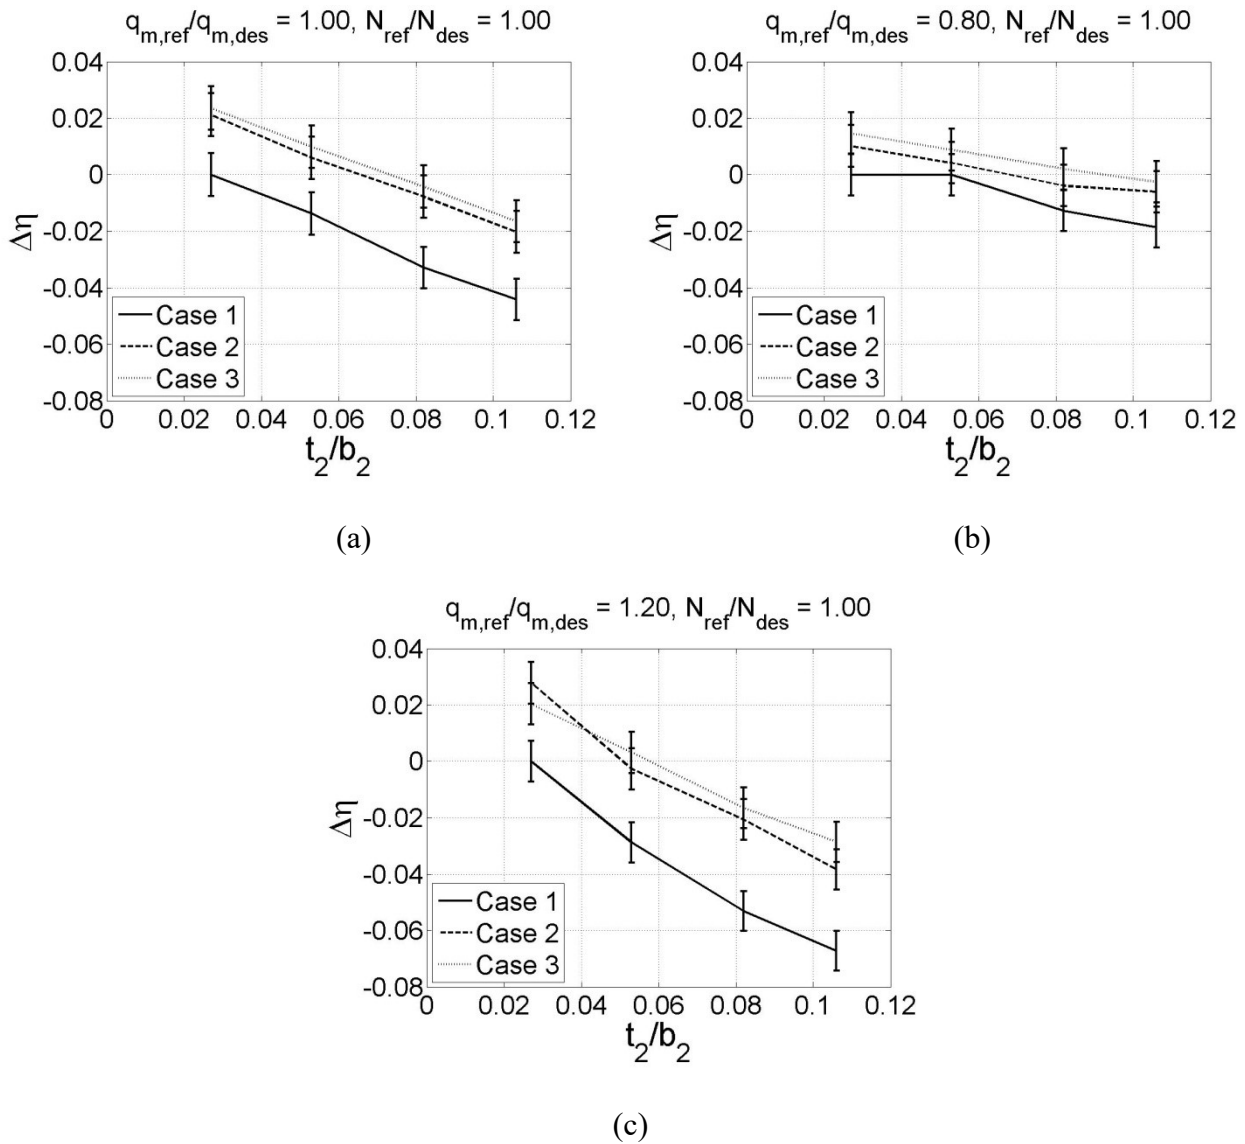 q_m,ref/q_m,des = 1.00, N_ref/N_des = 1.00
0.04
0.02
0
-0.02
-0.04
-0.06
-0.08
Δη
Case 1
Case 2
Case 3
0 0.02 0.04 0.06 0.08 0.1 0.12
t_2/b_2
(a)
q_m,ref/q_m,des = 0.80, N_ref/N_des = 1.00
0.04
0.02
0
-0.02
-0.04
-0.06
-0.08
Δη
Case 1
Case 2
Case 3
0 0.02 0.04 0.06 0.08 0.1 0.12
t_2/b_2
(b)
q_m,ref/q_m,des = 1.20, N_ref/N_des = 1.00
0.04
0.02
0
-0.02
-0.04
-0.06
-0.08
Δη
Case 1
Case 2
Case 3
0 0.02 0.04 0.06 0.08 0.1 0.12
t_2/b_2
(c)